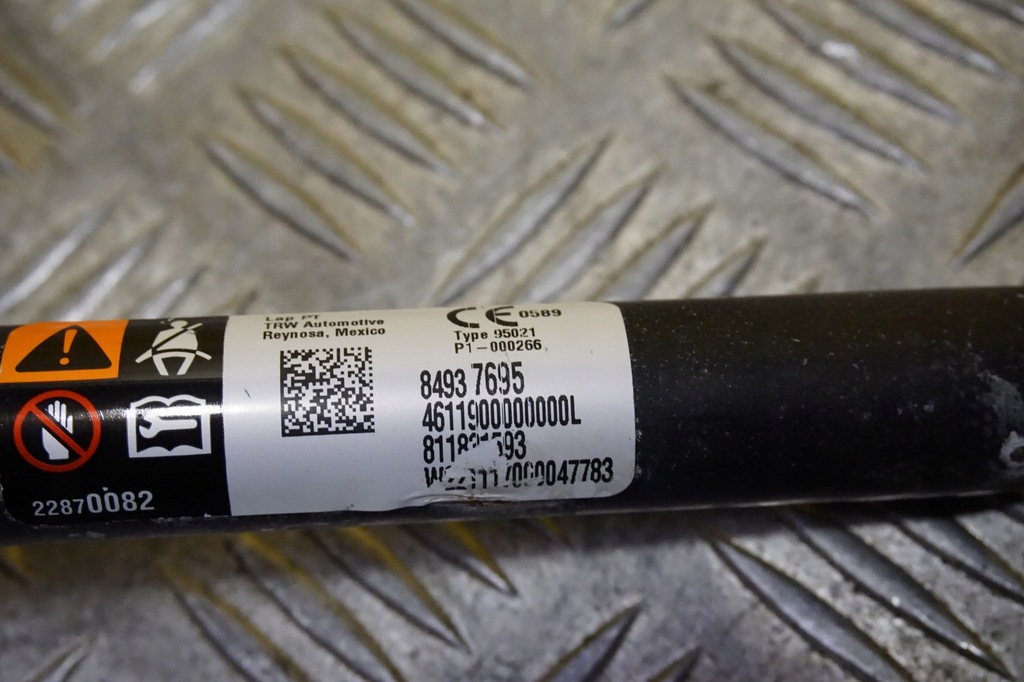 Lap PT
TRW Automotive
Reynosa, Mexico
CE 0589
Type 95021
P1-000266
8493 7695
4611900000000L
22870082